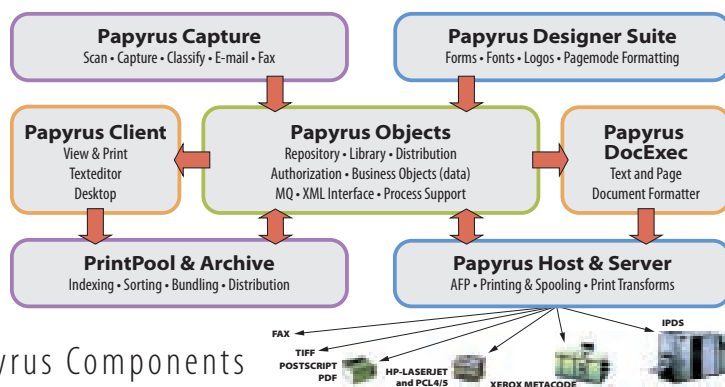 Papyrus Capture
Scan • Capture • Classify • E-mail • Fax
Papyrus Designer Suite
Forms • Fonts • Logos • Pagemode Formatting
Papyrus Client
View & Print
Texteditor
Desktop
Papyrus Objects
Repository • Library • Distribution
Authorization • Business Objects (data)
MQ • XML Interface • Process Support
Papyrus
DocExec
Text and Page
Document Formatter
PrintPool & Archive
Indexing • Sorting • Bundling • Distribution
Papyrus Host & Server
AFP • Printing & Spooling • Print Transforms
FAX
TIFF
POSTSCRIPT
PDF
HP-LASERJET
and PCL4/5
XEROX METACODE
IPDS
yrus Components